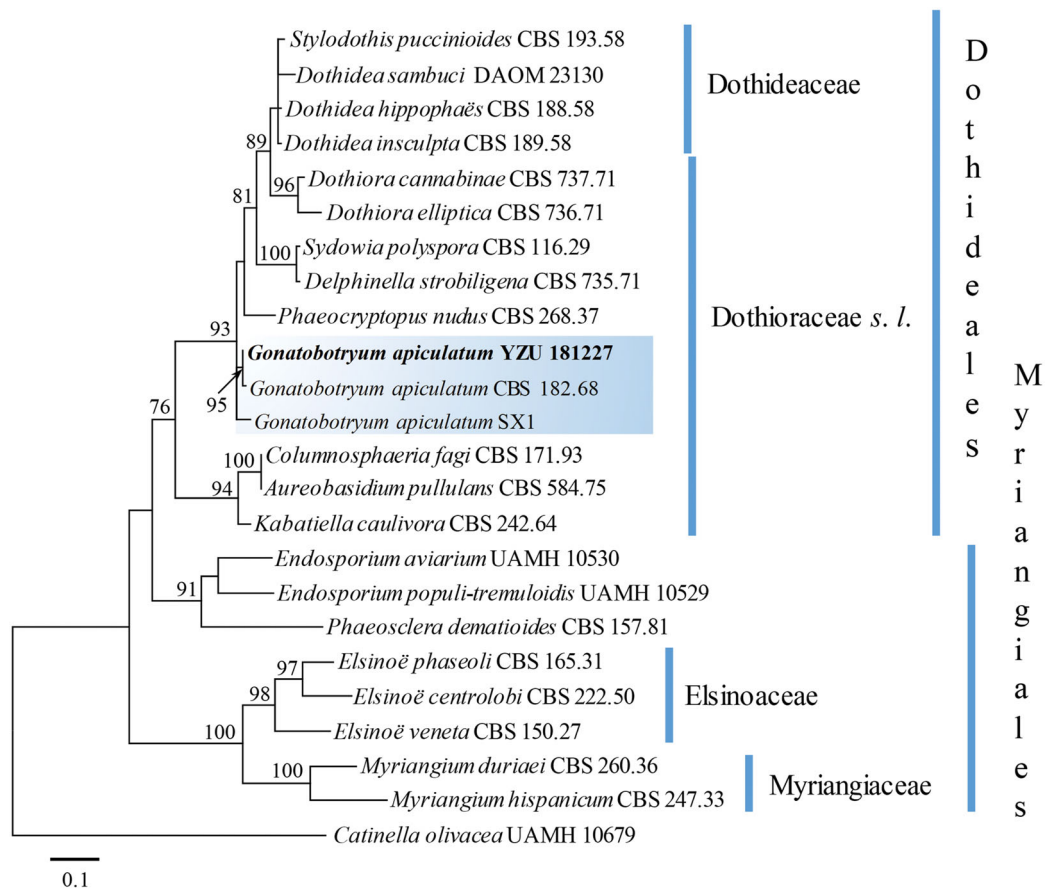 Stylodothis puccinioides CBS 193.58
Dothidea sambuci DAOM 23130
Dothidea hippophaës CBS 188.58
Dothidea insculpta CBS 189.58
Dothiora cannabinae CBS 737.71
Dothiora elliptica CBS 736.71
Sydowia polyspora CBS 116.29
Delphinella strobiligena CBS 735.71
Phaeocryptopus nudus CBS 268.37
Gonatobotryum apiculatum YZU 181227
Gonatobotryum apiculatum CBS 182.68
Gonatobotryum apiculatum SX1
Columnosphaeria fagi CBS 171.93
Aureobasidium pullulans CBS 584.75
Kabatiella caulivora CBS 242.64
Endosporium aviarium UAMH 10530
Endosporium populi-tremuloidis UAMH 10529
Phaeosclera dematioides CBS 157.81
Elsinoë phaseoli CBS 165.31
Elsinoë centrolobi CBS 222.50
Elsinoë veneta CBS 150.27
Myriangium duriaei CBS 260.36
Myriangium hispanicum CBS 247.33
Catinella olivacea UAMH 10679
89
96
81
100
93
95
76
100
94
91
97
98
100
100
0.1
Dothideaceae
Dothioraceae s. l.
Elsinoaceae
Myriangiaceae
Dothideales
Myriangiales